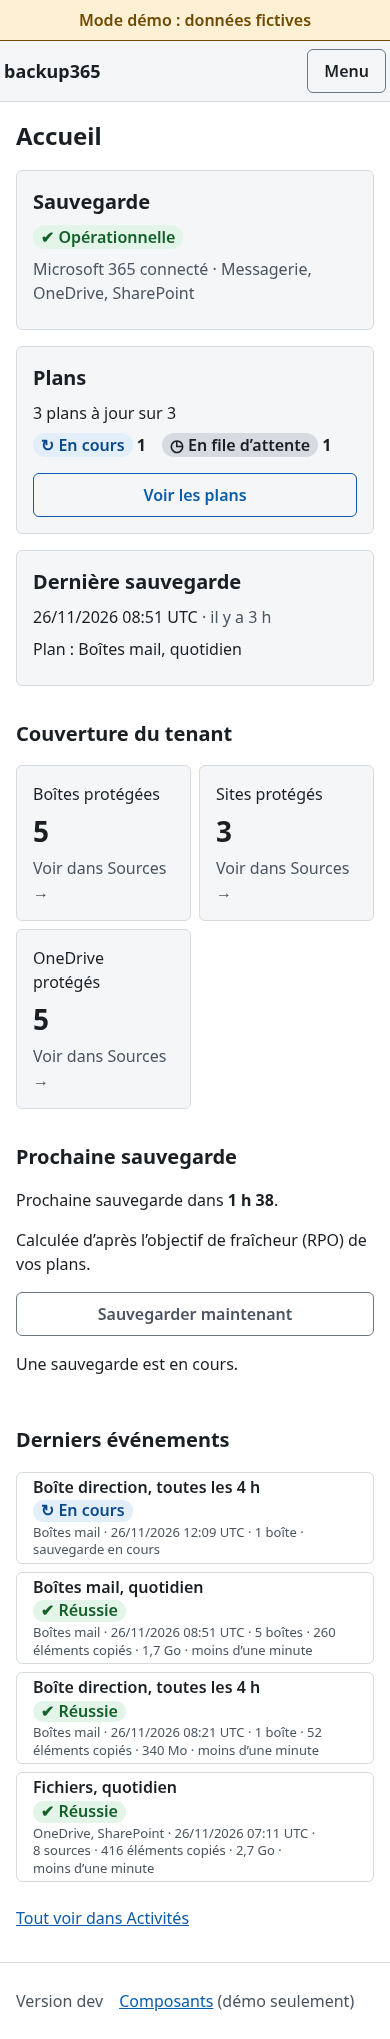 Mode démo : données fictives
backup365
Menu
Accueil
Sauvegarde
✔ Opérationnelle
Microsoft 365 connecté · Messagerie,
OneDrive, SharePoint
Plans
3 plans à jour sur 3
↻ En cours 1 ◷ En file d’attente 1
Voir les plans
Dernière sauvegarde
26/11/2026 08:51 UTC · il y a 3 h
Plan : Boîtes mail, quotidien
Couverture du tenant
Boîtes protégées
5
Voir dans Sources
→
Sites protégés
3
Voir dans Sources
→
OneDrive
protégés
5
Voir dans Sources
→
Prochaine sauvegarde
Prochaine sauvegarde dans 1 h 38.
Calculée d’après l’objectif de fraîcheur (RPO) de
vos plans.
Sauvegarder maintenant
Une sauvegarde est en cours.
Derniers événements
Boîte direction, toutes les 4 h
↻ En cours
Boîtes mail · 26/11/2026 12:09 UTC · 1 boîte ·
sauvegarde en cours
Boîtes mail, quotidien
✔ Réussie
Boîtes mail · 26/11/2026 08:51 UTC · 5 boîtes · 260
éléments copiés · 1,7 Go · moins d’une minute
Boîte direction, toutes les 4 h
✔ Réussie
Boîtes mail · 26/11/2026 08:21 UTC · 1 boîte · 52
éléments copiés · 340 Mo · moins d’une minute
Fichiers, quotidien
✔ Réussie
OneDrive, SharePoint · 26/11/2026 07:11 UTC ·
8 sources · 416 éléments copiés · 2,7 Go ·
moins d’une minute
Tout voir dans Activités
Version dev Composants (démo seulement)